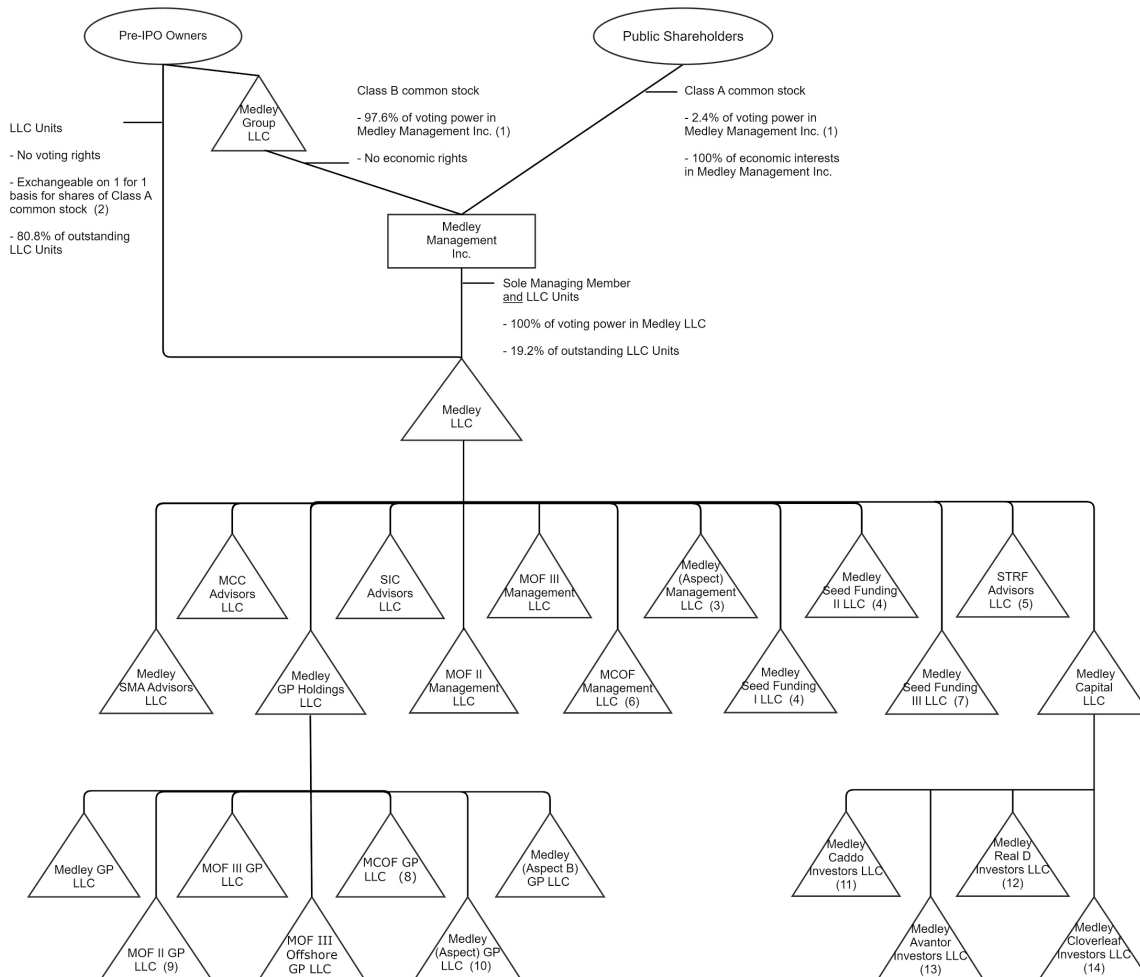 Pre-IPO Owners
Public Shareholders
Medley
Group
LLC
Class B common stock
- 97.6% of voting power in
Medley Management Inc. (1)
- No economic rights
Class A common stock
- 2.4% of voting power in
Medley Management Inc. (1)
- 100% of economic interests
in Medley Management Inc.
LLC Units
- No voting rights
- Exchangeable on 1 for 1
basis for shares of Class A
common stock (2)
- 80.8% of outstanding
LLC Units
Medley
Management
Inc.
Sole Managing Member
and LLC Units
- 100% of voting power in Medley LLC
- 19.2% of outstanding LLC Units
Medley
LLC
MCC
Advisors
LLC
SIC
Advisors
LLC
MOF III
Management
LLC
Medley
(Aspect)
Management
LLC (3)
Medley
Seed Funding
II LLC (4)
STRF
Advisors
LLC (5)
Medley
SMA Advisors
LLC
Medley
GP Holdings
LLC
MOF II
Management
LLC
MCOF
Management
LLC (6)
Medley
Seed Funding
I LLC (4)
Medley
Seed Funding
III LLC (7)
Medley
Capital
LLC
Medley GP
LLC
MOF III GP
LLC
MCOF GP
LLC (8)
Medley
(Aspect B)
GP LLC
Medley
Caddo
Investors LLC
(11)
Medley
Real D
Investors LLC
(12)
MOF II GP
LLC (9)
MOF III
Offshore
GP LLC
Medley
(Aspect) GP
LLC (10)
Medley
Avantor
Investors LLC
(13)
Medley
Cloverleaf
Investors LLC
(14)